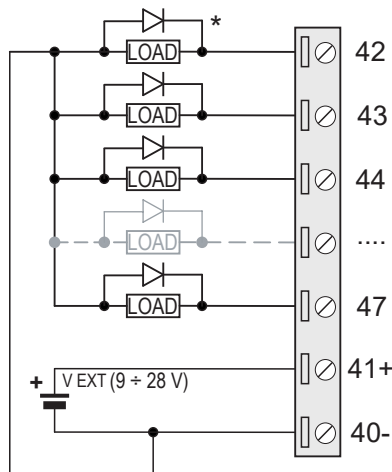 *
LOAD 42
LOAD 43
LOAD 44
LOAD ....
LOAD 47
41+
+ V EXT (9 ÷ 28 V)
40-